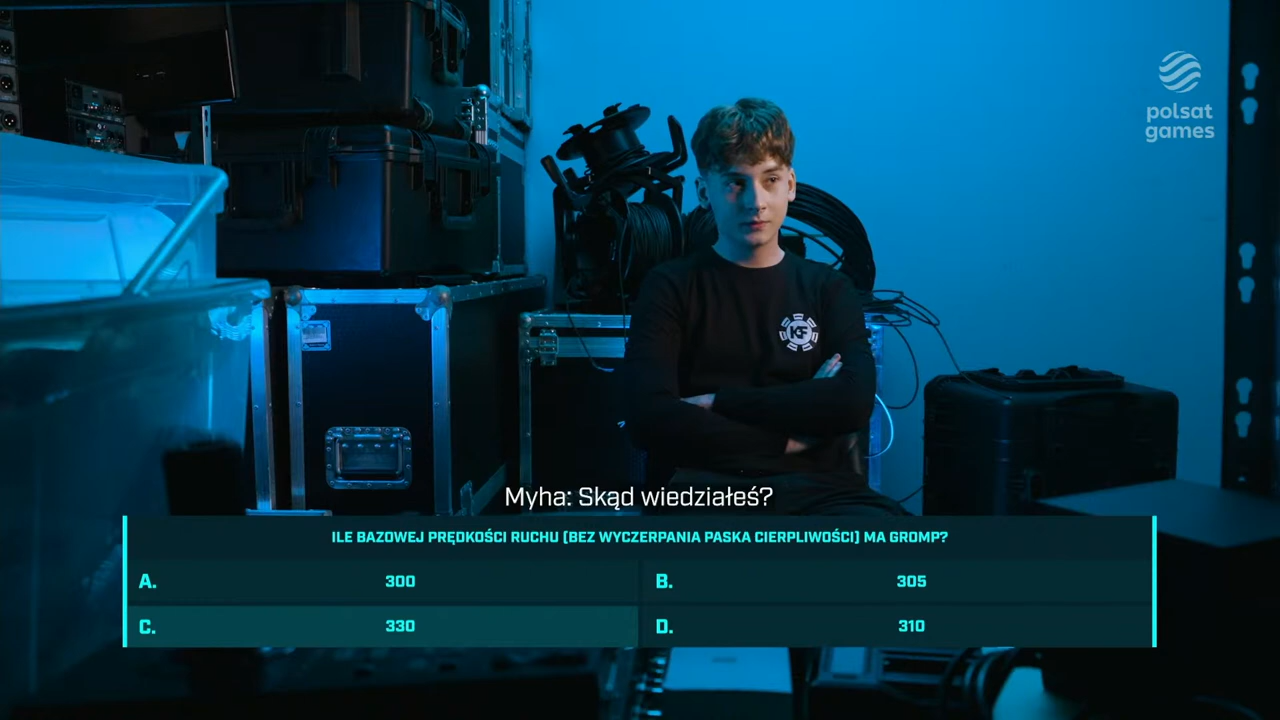 polsat
games
K$F
Myha: Skąd wiedziałeś?
ILE BAZOWEJ PRĘDKOŚCI RUCHU (BEZ WYCZERPANIA PASKA CIERPLIWOŚCI) MA GROMP?
A. 300
B. 305
C. 330
D. 310